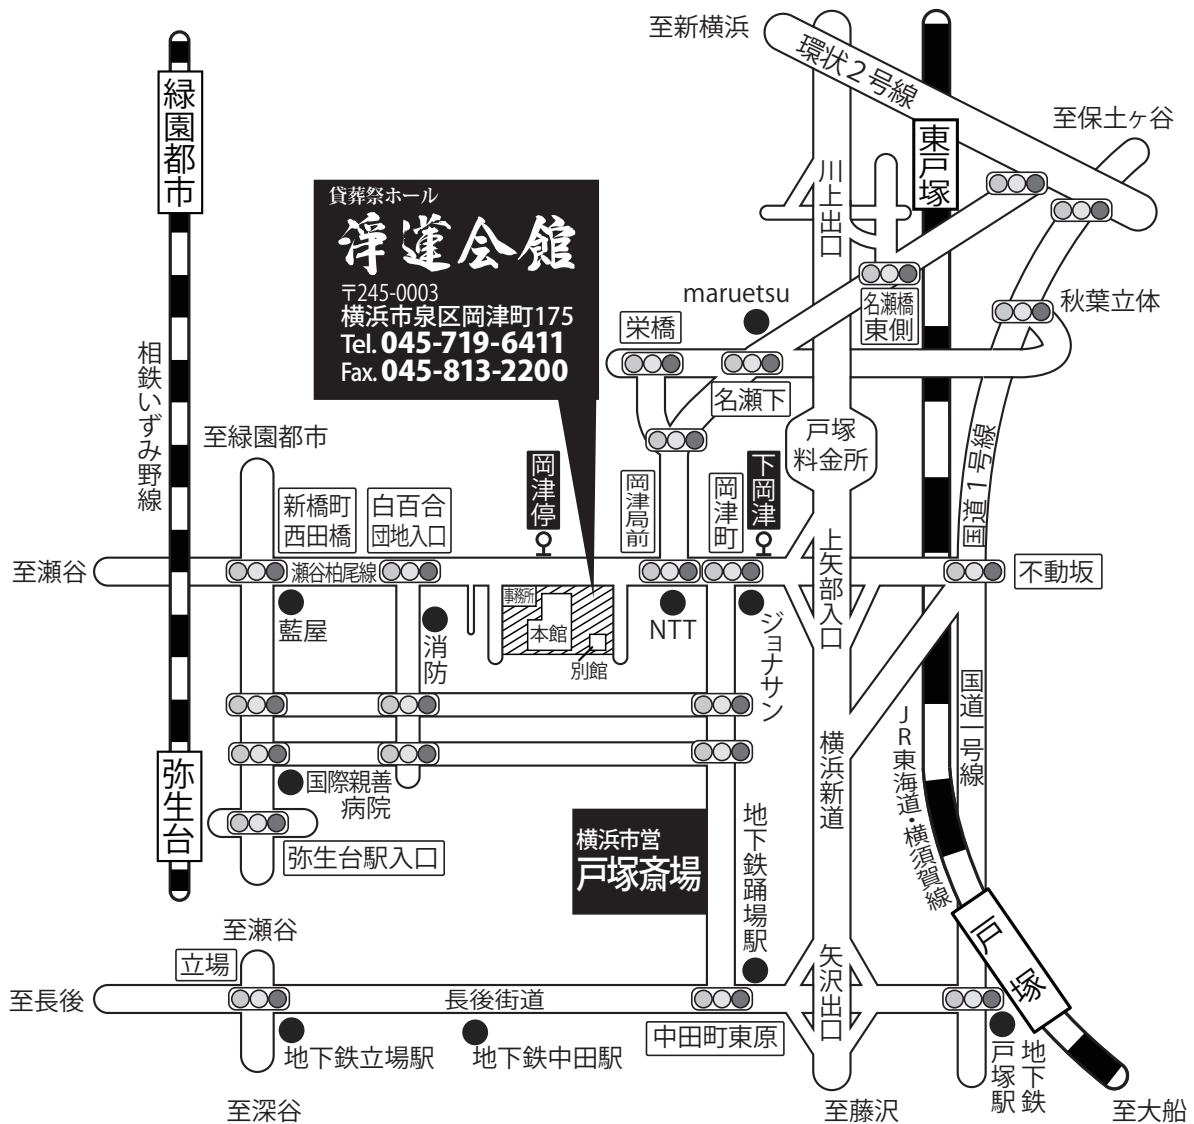 至新横浜
環状2号線
至保土ヶ谷
緑園都市
東戸塚
川上出口
貸葬祭ホール
浄蓮会館
〒245-0003
横浜市泉区岡津町175
Tel. 045-719-6411
Fax. 045-813-2200
maruetsu
名瀬橋
東側
秋葉立体
栄橋
名瀬下
相鉄いずみ野線
至緑園都市
戸塚
料金所
国道1号線
新橋町
西田橋
白百合
団地入口
岡津停
岡津局前
岡津町
下岡津
至瀬谷
瀬谷柏尾線
上矢部入口
不動坂
事務所
本館
別館
藍屋
消防
NTT
ジョナサン
国道一号線
JR東海道・横須賀線
横浜新道
弥生台
国際親善
病院
弥生台駅入口
横浜市営
戸塚斎場
地下鉄踊場駅
戸塚
至瀬谷
立場
至長後
長後街道
矢沢出口
中田町東原
地下鉄立場駅
地下鉄中田駅
地下鉄
戸塚駅
至深谷
至藤沢
至大船